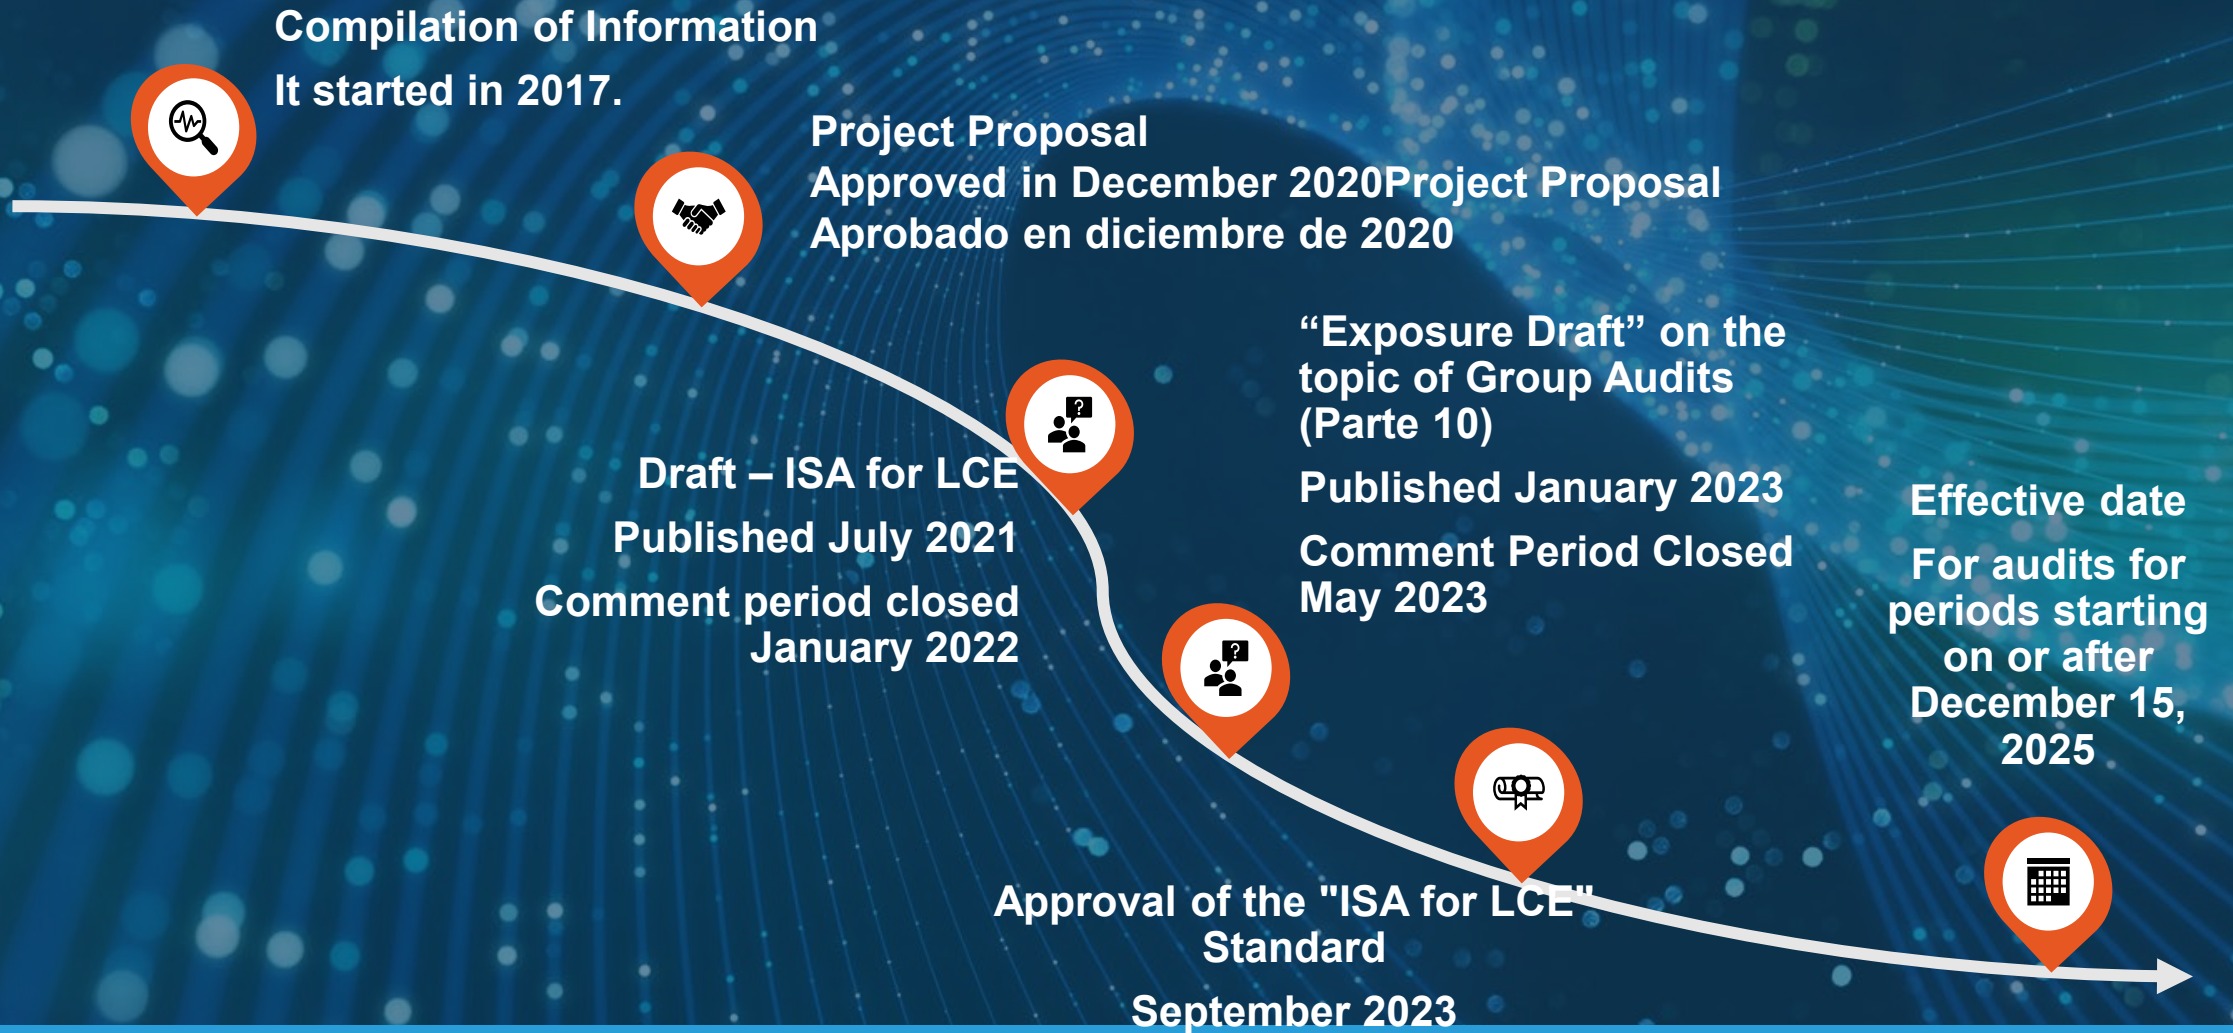 Compilation of Information
It started in 2017.
Project Proposal
Approved in December 2020Project Proposal
Aprobado en diciembre de 2020
Draft – ISA for LCE
Published July 2021
Comment period closed
January 2022
“Exposure Draft” on the
topic of Group Audits
(Parte 10)
Published January 2023
Comment Period Closed
May 2023
Approval of the "ISA for LCE"
Standard
September 2023
Effective date
For audits for
periods starting
on or after
December 15,
2025